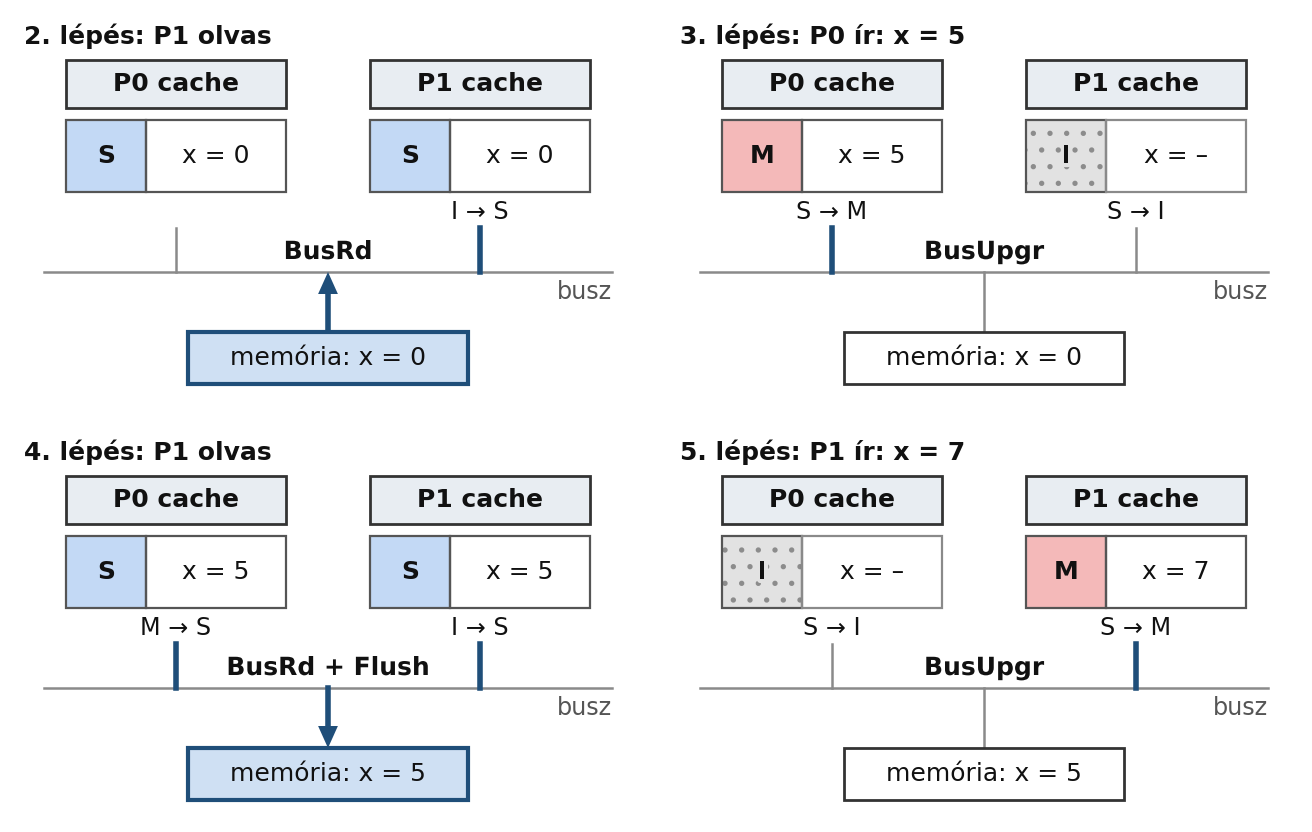 2. lépés: P1 olvas
P0 cache
P1 cache
S
x = 0
S
x = 0
I → S
BusRd
busz
memória: x = 0
3. lépés: P0 ír: x = 5
P0 cache
P1 cache
M
x = 5
I
x = –
S → M
S → I
BusUpgr
busz
memória: x = 0
4. lépés: P1 olvas
P0 cache
P1 cache
S
x = 5
S
x = 5
M → S
I → S
BusRd + Flush
busz
memória: x = 5
5. lépés: P1 ír: x = 7
P0 cache
P1 cache
I
x = –
M
x = 7
S → I
S → M
BusUpgr
busz
memória: x = 5